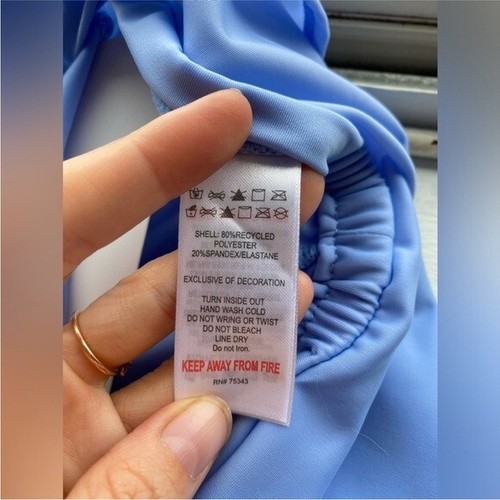 SHELL: 80%RECYCLED
POLYESTER
20%SPANDEX/ELASTANE
EXCLUSIVE OF DECORATION
TURN INSIDE OUT
HAND WASH COLD
DO NOT WRING OR TWIST
DO NOT BLEACH
LINE DRY
Do not Iron.
KEEP AWAY FROM FIRE
RN# 75343